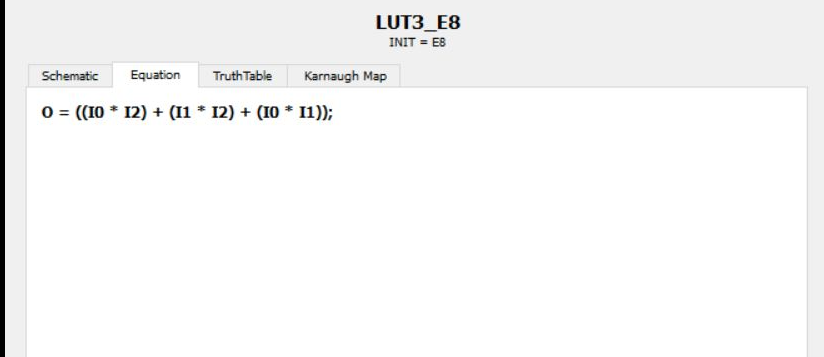 LUT3_E8
INIT = E8
Schematic Equation TruthTable Karnaugh Map
O = ((I0 * I2) + (I1 * I2) + (I0 * I1));